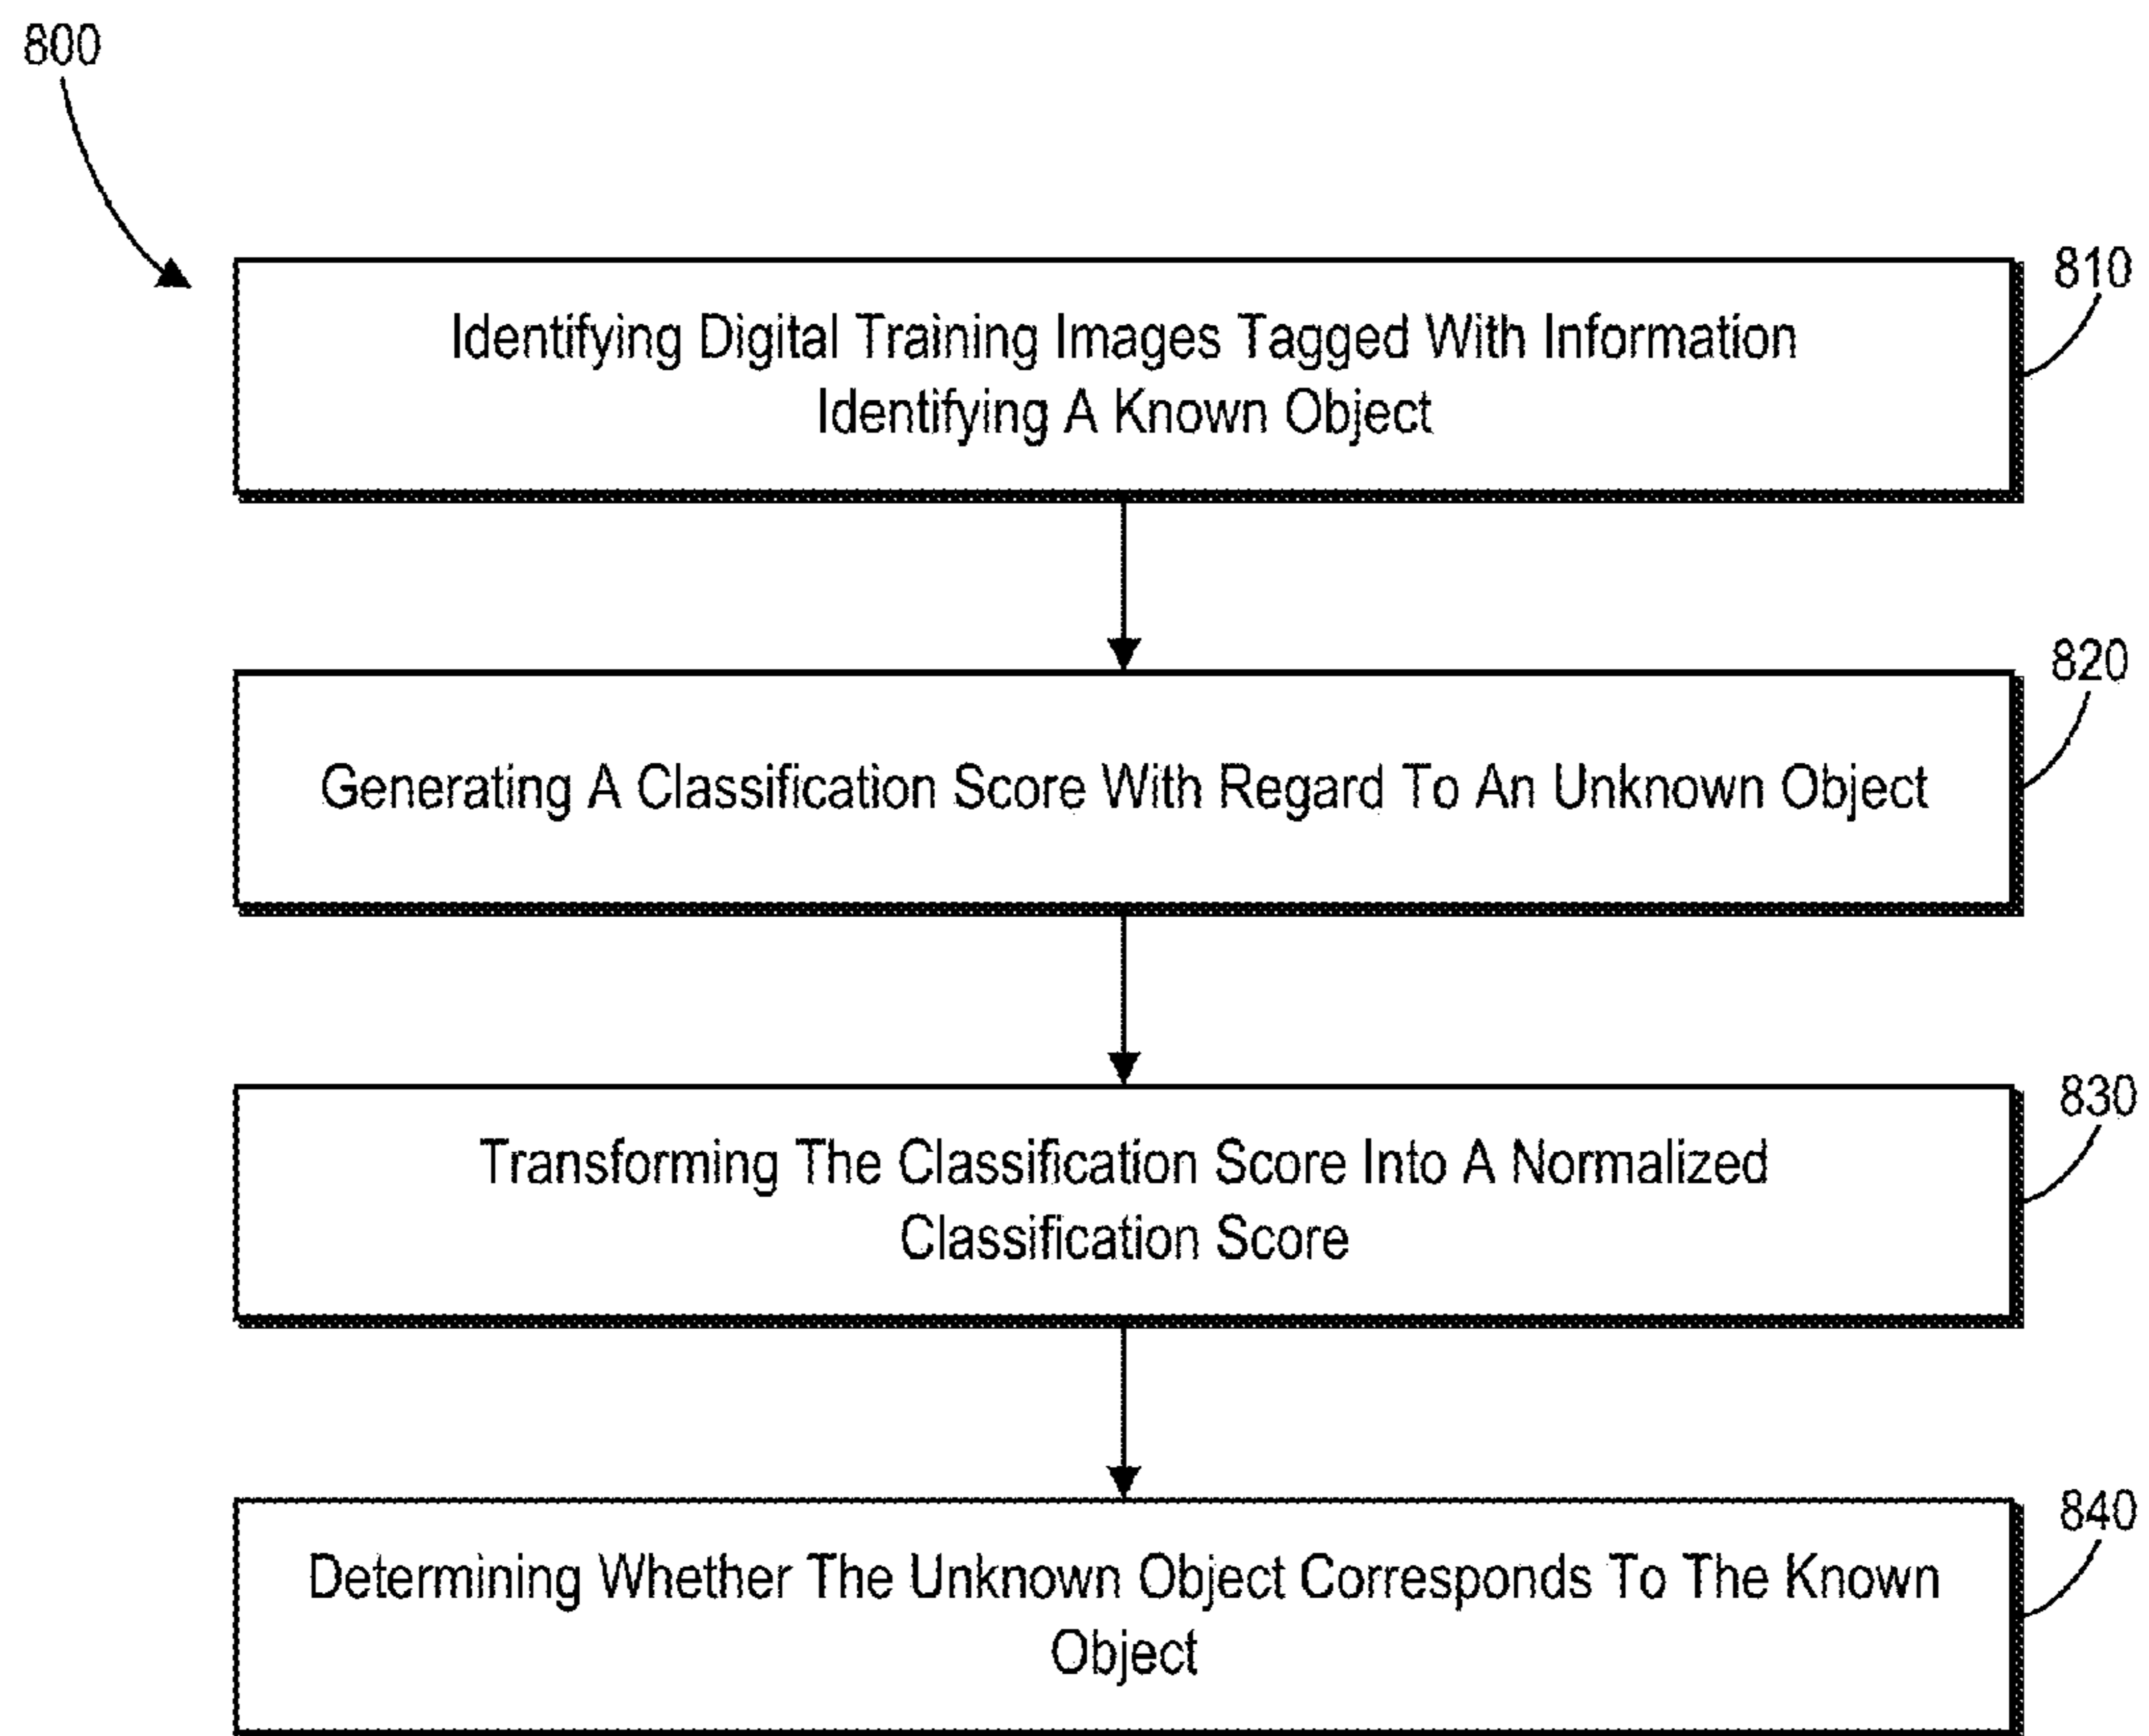 800
810
Identifying Digital Training Images Tagged With Information
Identifying A Known Object
820
Generating A Classification Score With Regard To An Unknown Object
830
Transforming The Classification Score Into A Normalized
Classification Score
840
Determining Whether The Unknown Object Corresponds To The Known
Object